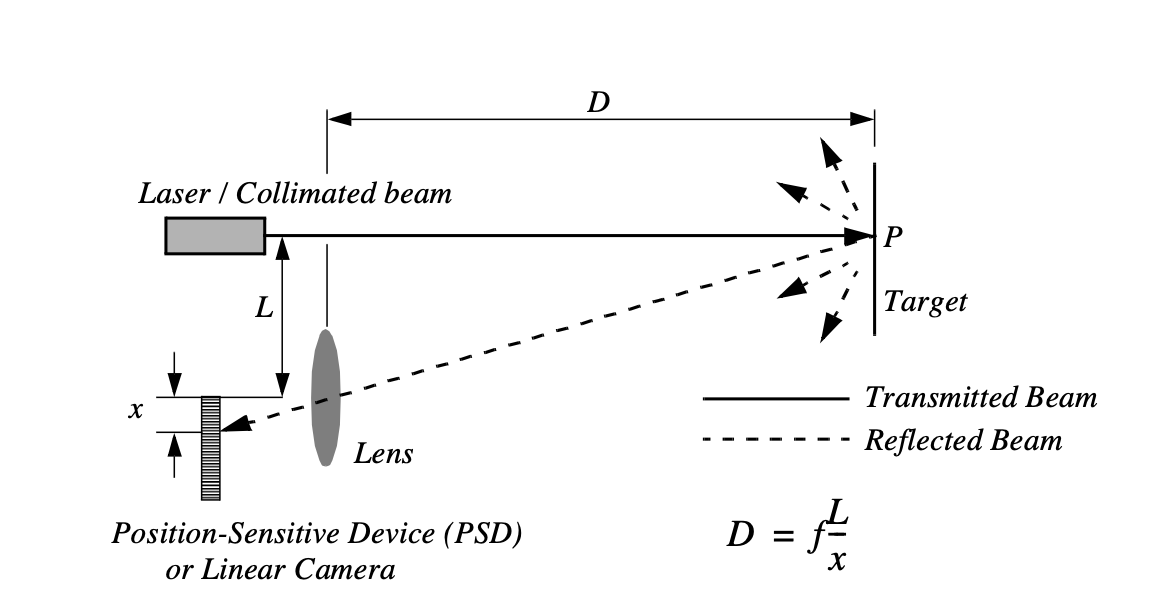 D
Laser / Collimated beam
P
L
Target
x
Transmitted Beam
Reflected Beam
Lens
Position-Sensitive Device (PSD)
or Linear Camera
D = f L/x